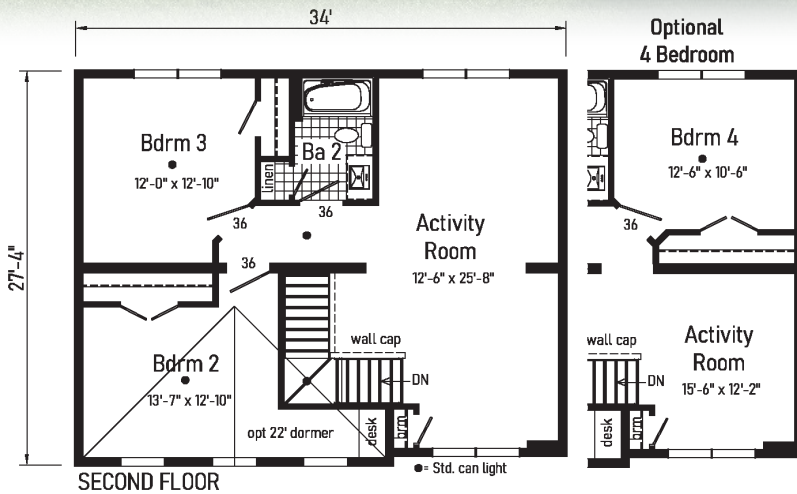 34'
Optional
4 Bedroom
27'-4"
Bdrm 3
12'-0" x 12'-10"
linen
Ba 2
36
36
36
Activity
Room
12'-6" x 25'-8"
Bdrm 4
12'-6" x 10'-6"
36
wall cap
DN
Bdrm 2
13'-7" x 12'-10"
opt 22' dormer
desk
brm
wall cap
DN
Activity
Room
15'-6" x 12'-2"
desk
brm
SECOND FLOOR
●= Std. can light